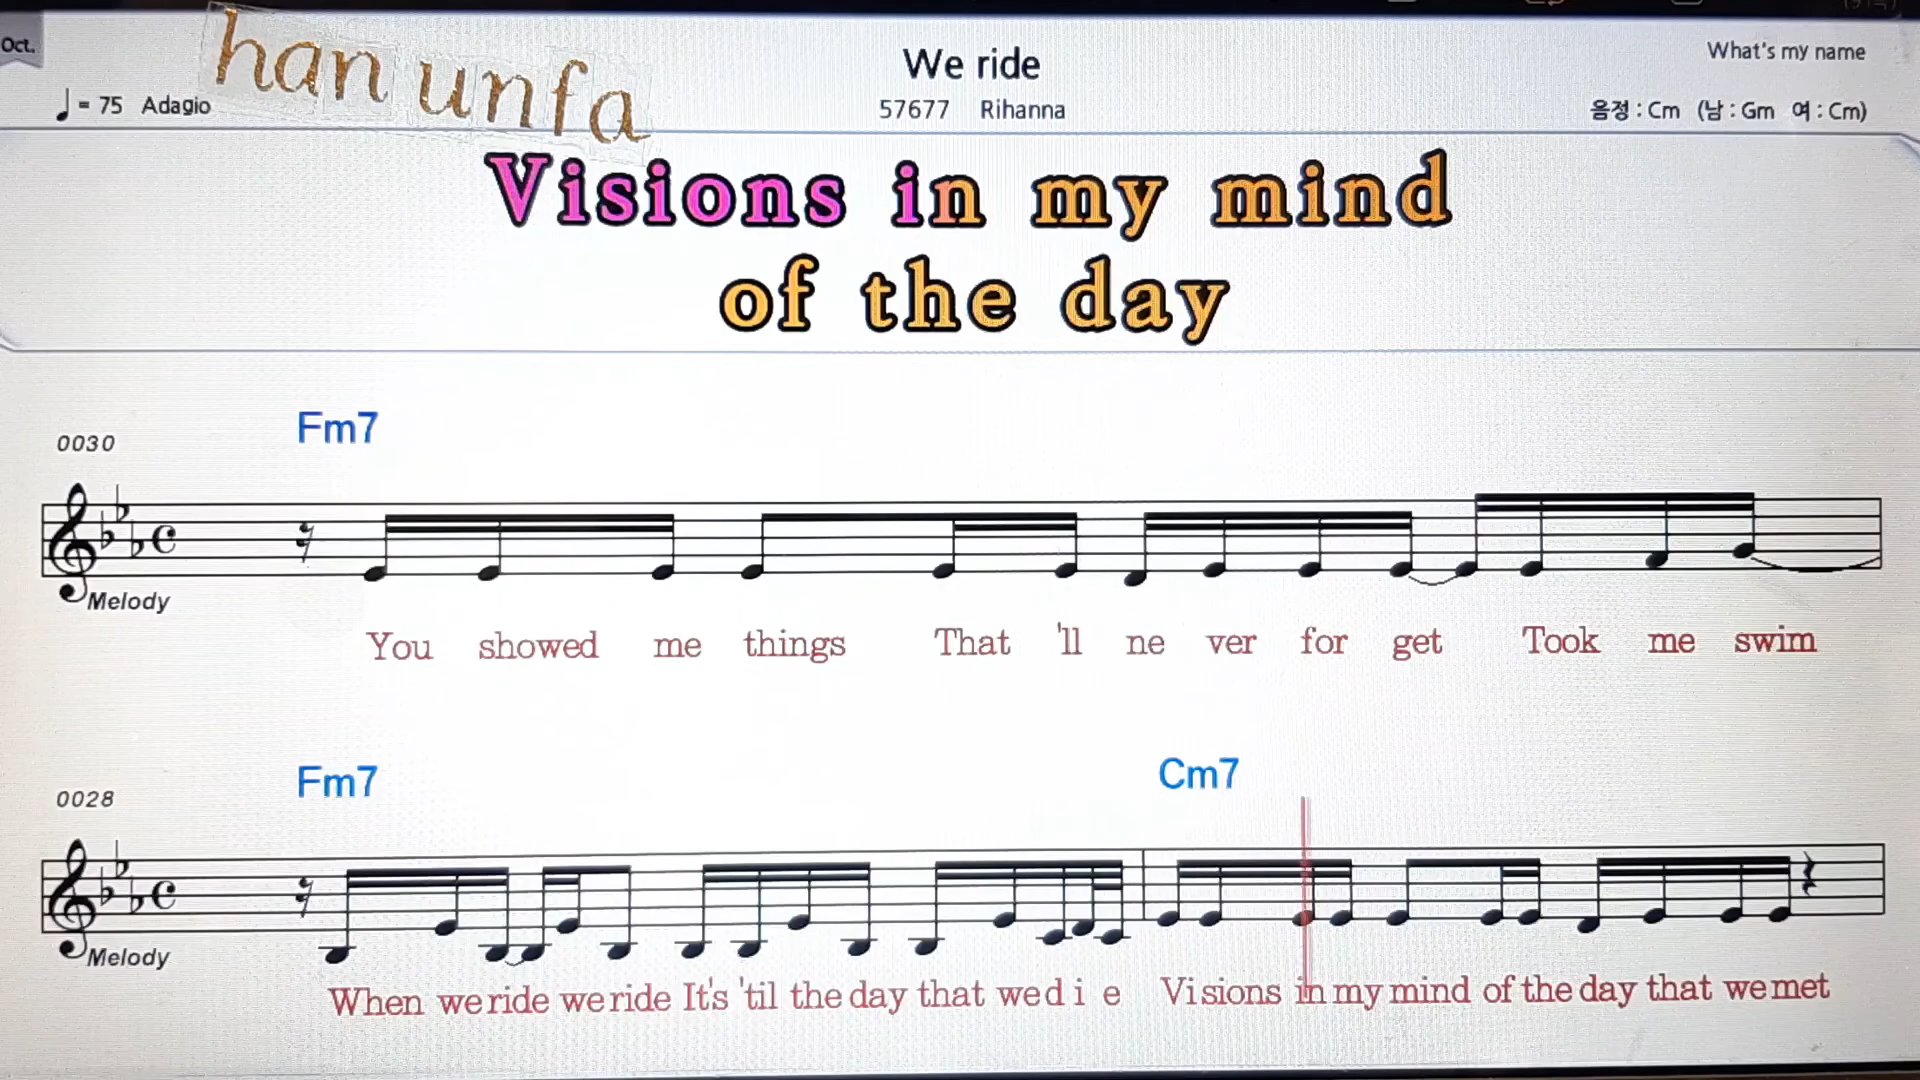 Oct.
han unfa
We ride
What's my name
= 75 Adagio
57677 Rihanna
음정 : Cm (남 : Gm 여 : Cm)
Visions in my mind
of the day
Fm7
0030
Melody
You showed me things That 'll ne ver for get Took me swim
Fm7 Cm7
0028
Melody
When we ride we ride It's 'til the day that we d i e Visions in my mind of the day that we met